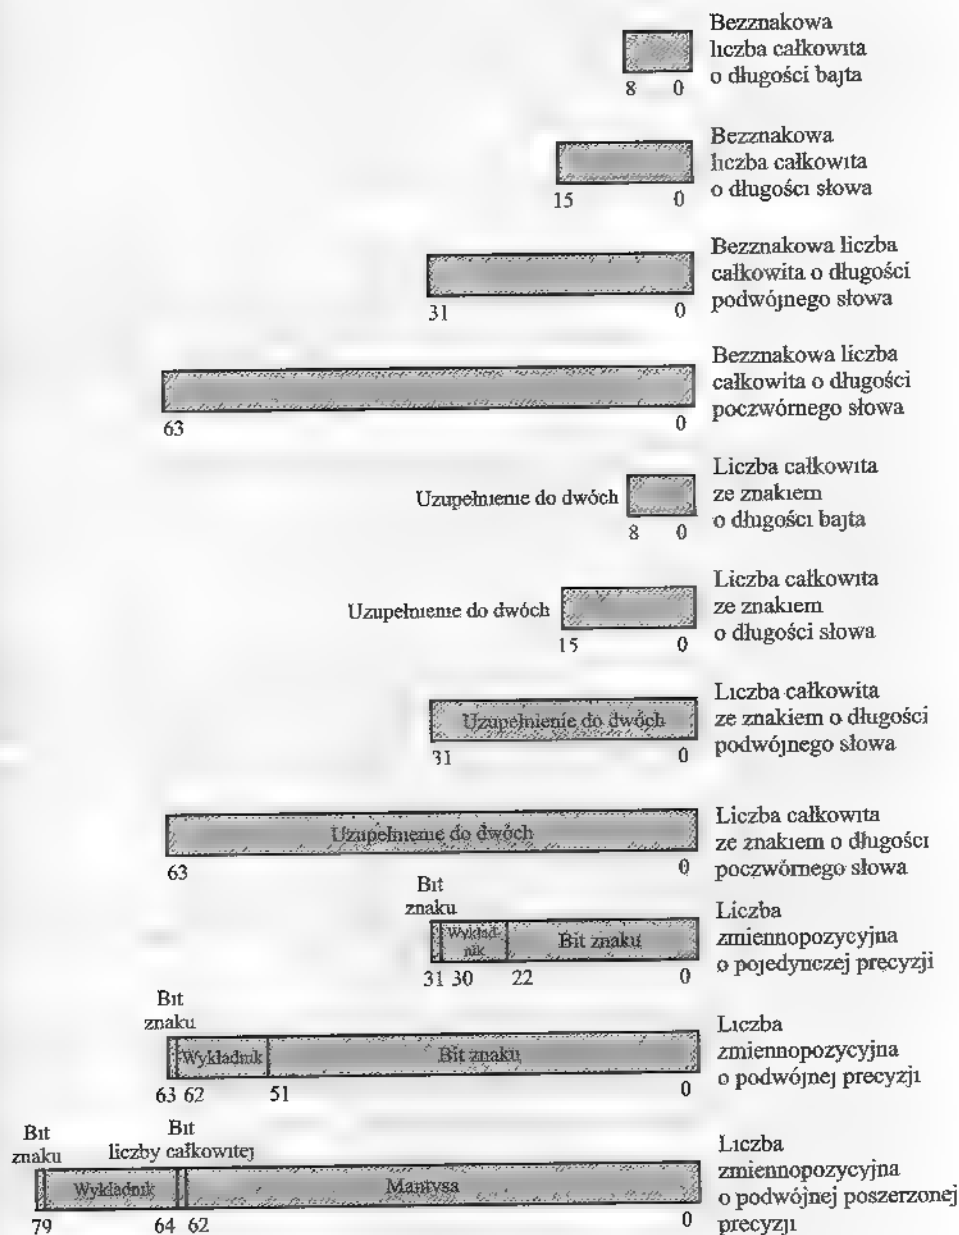 Bezznakowa
liczba całkowita
o długości bajta
8 0
Bezznakowa
liczba całkowita
o długości słowa
15 0
Bezznakowa liczba
całkowita o długości
podwójnego słowa
31 0
Bezznakowa liczba
całkowita o długości
poczwórnego słowa
63 0
Uzupełnienie do dwóch
Liczba całkowita
ze znakiem
o długości bajta
8 0
Uzupełnienie do dwóch
Liczba całkowita
ze znakiem
o długości słowa
15 0
Uzupełnienie do dwóch
Liczba całkowita
ze znakiem o długości
podwójnego słowa
31 0
Uzupełnienie do dwóch
Liczba całkowita
ze znakiem o długości
poczwórnego słowa
63 0
Bit
znaku
Wykład-
nik
Bit znaku
Liczba
zmiennopozycyjna
o pojedynczej precyzji
31 30 22 0
Bit
znaku
Wykładnik
Bit znaku
Liczba
zmiennopozycyjna
o podwójnej precyzji
63 62 51 0
Bit
znaku
Bit
liczby całkowitej
Wykładnik
Mantysa
Liczba
zmiennopozycyjna
o podwójnej poszerzonej
precyzji
79 64 62 0